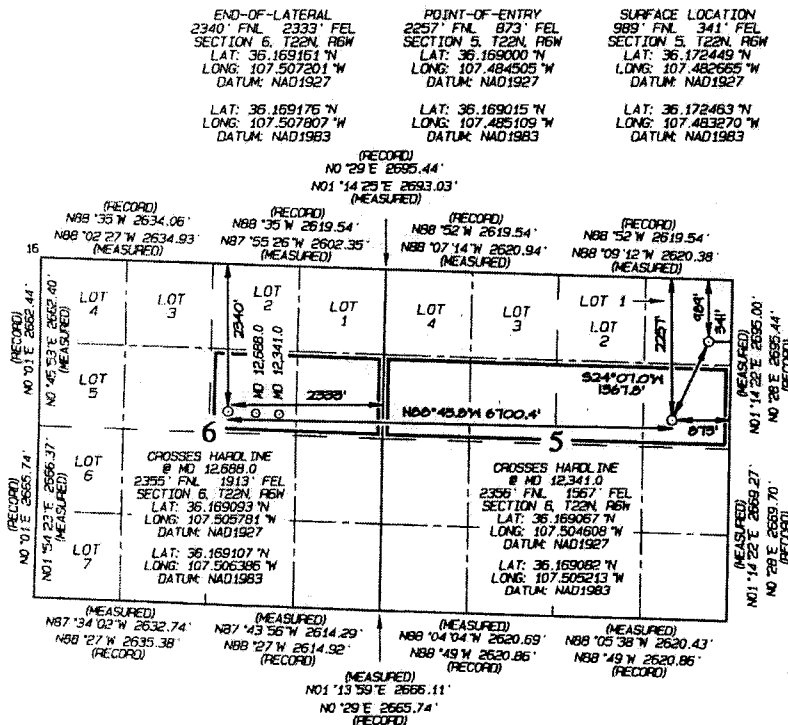 END-OF-LATERAL
2340' FNL 2333' FEL
SECTION 6, T22N, R6W
LAT: 36.169161 °N
LONG: 107.507201 °W
DATUM: NAD1927
LAT: 36.169176 °N
LONG: 107.507807 °W
DATUM: NAD1983
POINT-OF-ENTRY
2257' FNL 873' FEL
SECTION 5, T22N, R6W
LAT: 36.169000 °N
LONG: 107.484505 °W
DATUM: NAD1927
LAT: 36.169015 °N
LONG: 107.485109 °W
DATUM: NAD1983
SURFACE LOCATION
989' FNL 341' FEL
SECTION 5, T22N, R6W
LAT: 36.172449 °N
LONG: 107.482665 °W
DATUM: NAD1927
LAT: 36.172463 °N
LONG: 107.483270 °W
DATUM: NAD1983
(RECORD)
N0 °29'E 2695.44'
N01 °14'25"E 2693.03'
(MEASURED)
(RECORD)
N88 °35'W 2634.06'
N88 °02'27"W 2634.93'
(MEASURED)
(RECORD)
N88 °35'W 2619.54'
N87 °55'26"W 2602.35'
(MEASURED)
(RECORD)
N88 °52'W 2619.54'
N88 °07'14"W 2620.94'
(MEASURED)
(RECORD)
N88 °52'W 2619.54'
N88 °09'12"W 2620.38'
(MEASURED)
16
LOT 4
LOT 3
LOT 2
LOT 1
LOT 4
LOT 3
LOT 1
LOT 2
(RECORD)
N0 °01'E 2662.44'
N0 °45'53"E 2662.40'
(MEASURED)
2340'
MD 12,688.0
MD 12,341.0
2257'
341'
(MEASURED)
N01 °14'22"E 2695.00'
N0 °28'E 2695.44'
(RECORD)
LOT 5
2333'
S24°07.0'W
1367.8'
N88°45.8'W 6700.4'
873'
6
5
(RECORD)
N0 °01'E 2665.74'
N01 °54'23"E 2666.37'
(MEASURED)
LOT 6
LOT 7
CROSSES HARDLINE
@ MD 12,688.0
2355' FNL 1913' FEL
SECTION 6, T22N, R6W
LAT: 36.169093 °N
LONG: 107.505781 °W
DATUM: NAD1927
LAT: 36.169107 °N
LONG: 107.506386 °W
DATUM: NAD1983
CROSSES HARDLINE
@ MD 12,341.0
2356' FNL 1567' FEL
SECTION 6, T22N, R6W
LAT: 36.169067 °N
LONG: 107.504608 °W
DATUM: NAD1927
LAT: 36.169082 °N
LONG: 107.505213 °W
DATUM: NAD1983
(MEASURED)
N01 °14'22"E 2669.27'
N0 °28'E 2669.70'
(RECORD)
(MEASURED)
N87 °34'02"W 2632.74'
N88 °27'W 2635.38'
(RECORD)
(MEASURED)
N87 °43'56"W 2614.29'
N88 °27'W 2614.92'
(RECORD)
(MEASURED)
N88 °04'04"W 2620.69'
N88 °49'W 2620.86'
(RECORD)
(MEASURED)
N88 °05'38"W 2620.43'
N88 °49'W 2620.86'
(RECORD)
(MEASURED)
N01 °13'59"E 2666.11'
N0 °29'E 2665.74'
(RECORD)